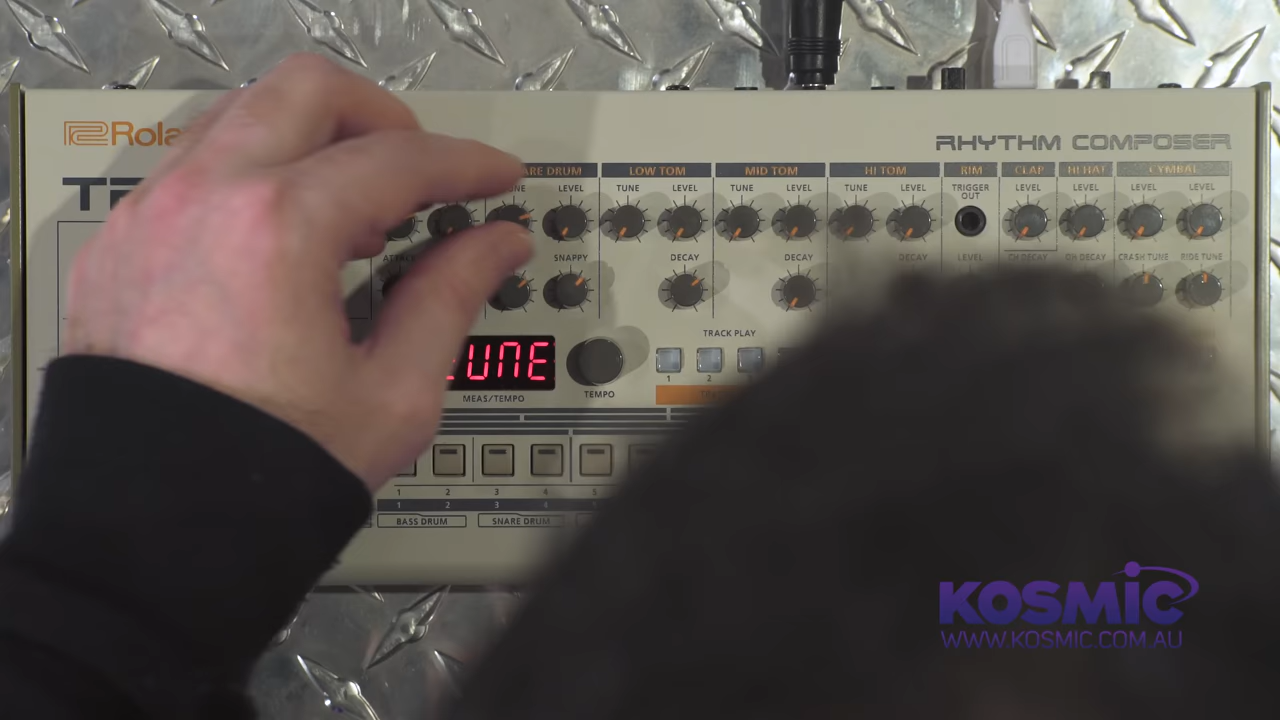 Rola
RHYTHM COMPOSER
ARE DRUM LOW TOM MID TOM HI TOM RIM CLAP HI HAT CYMBAL
LEVEL TUNE LEVEL TUNE LEVEL TUNE LEVEL TRIGGER OUT LEVEL LEVEL LEVEL LEVEL
SNAPPY DECAY DECAY DECAY LEVEL CH DECAY OH DECAY CRASH TUNE RIDE TUNE
TRACK PLAY
UNE
1 2
MEAS/TEMPO TEMPO
1 2 3 4 5
1 2 3 4
BASS DRUM SNARE DRUM
KOSMIC
WWW.KOSMIC.COM.AU